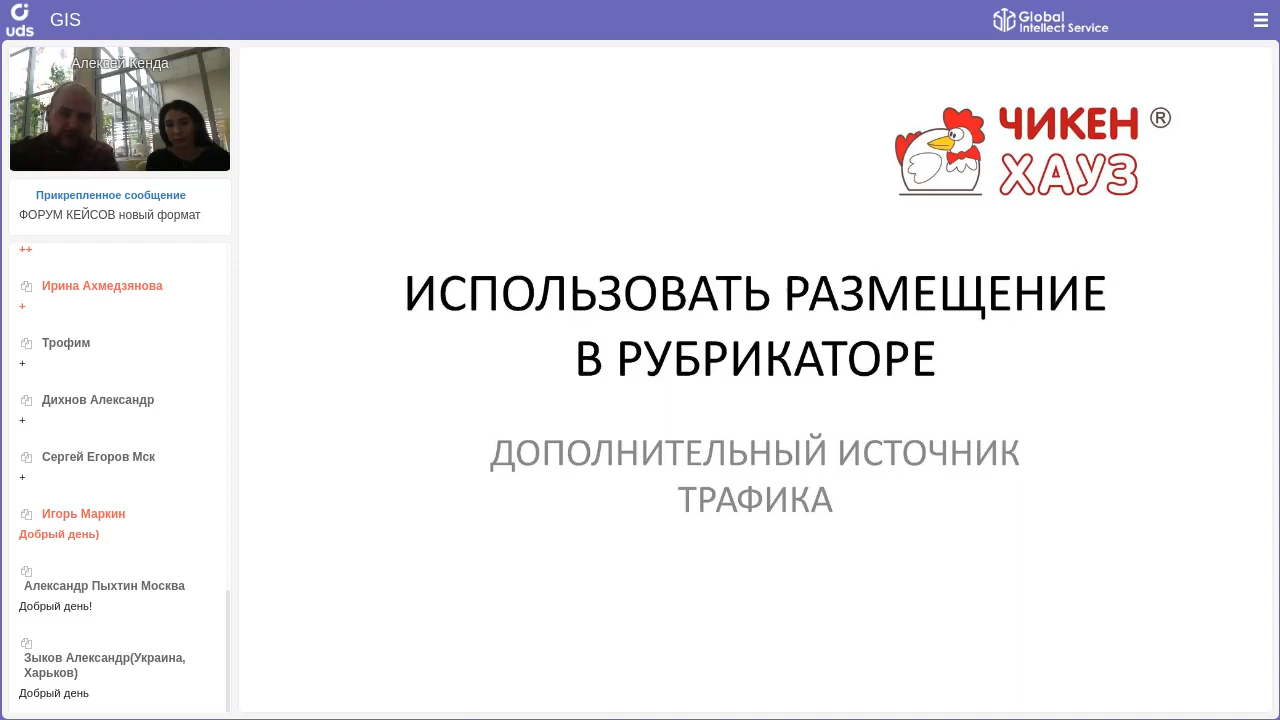 uds
GIS
Global
Intellect Service
Алексей Кенда
Прикрепленное сообщение
ФОРУМ КЕЙСОВ новый формат
++
Ирина Ахмедзянова
+
Трофим
+
Дихнов Александр
+
Сергей Егоров Мск
+
Игорь Маркин
Добрый день)
Александр Пыхтин Москва
Добрый день!
Зыков Александр(Украина,
Харьков)
Добрый день
ЧИКЕН ®
ХАУЗ
ИСПОЛЬЗОВАТЬ РАЗМЕЩЕНИЕ
В РУБРИКАТОРЕ
ДОПОЛНИТЕЛЬНЫЙ ИСТОЧНИК
ТРАФИКА